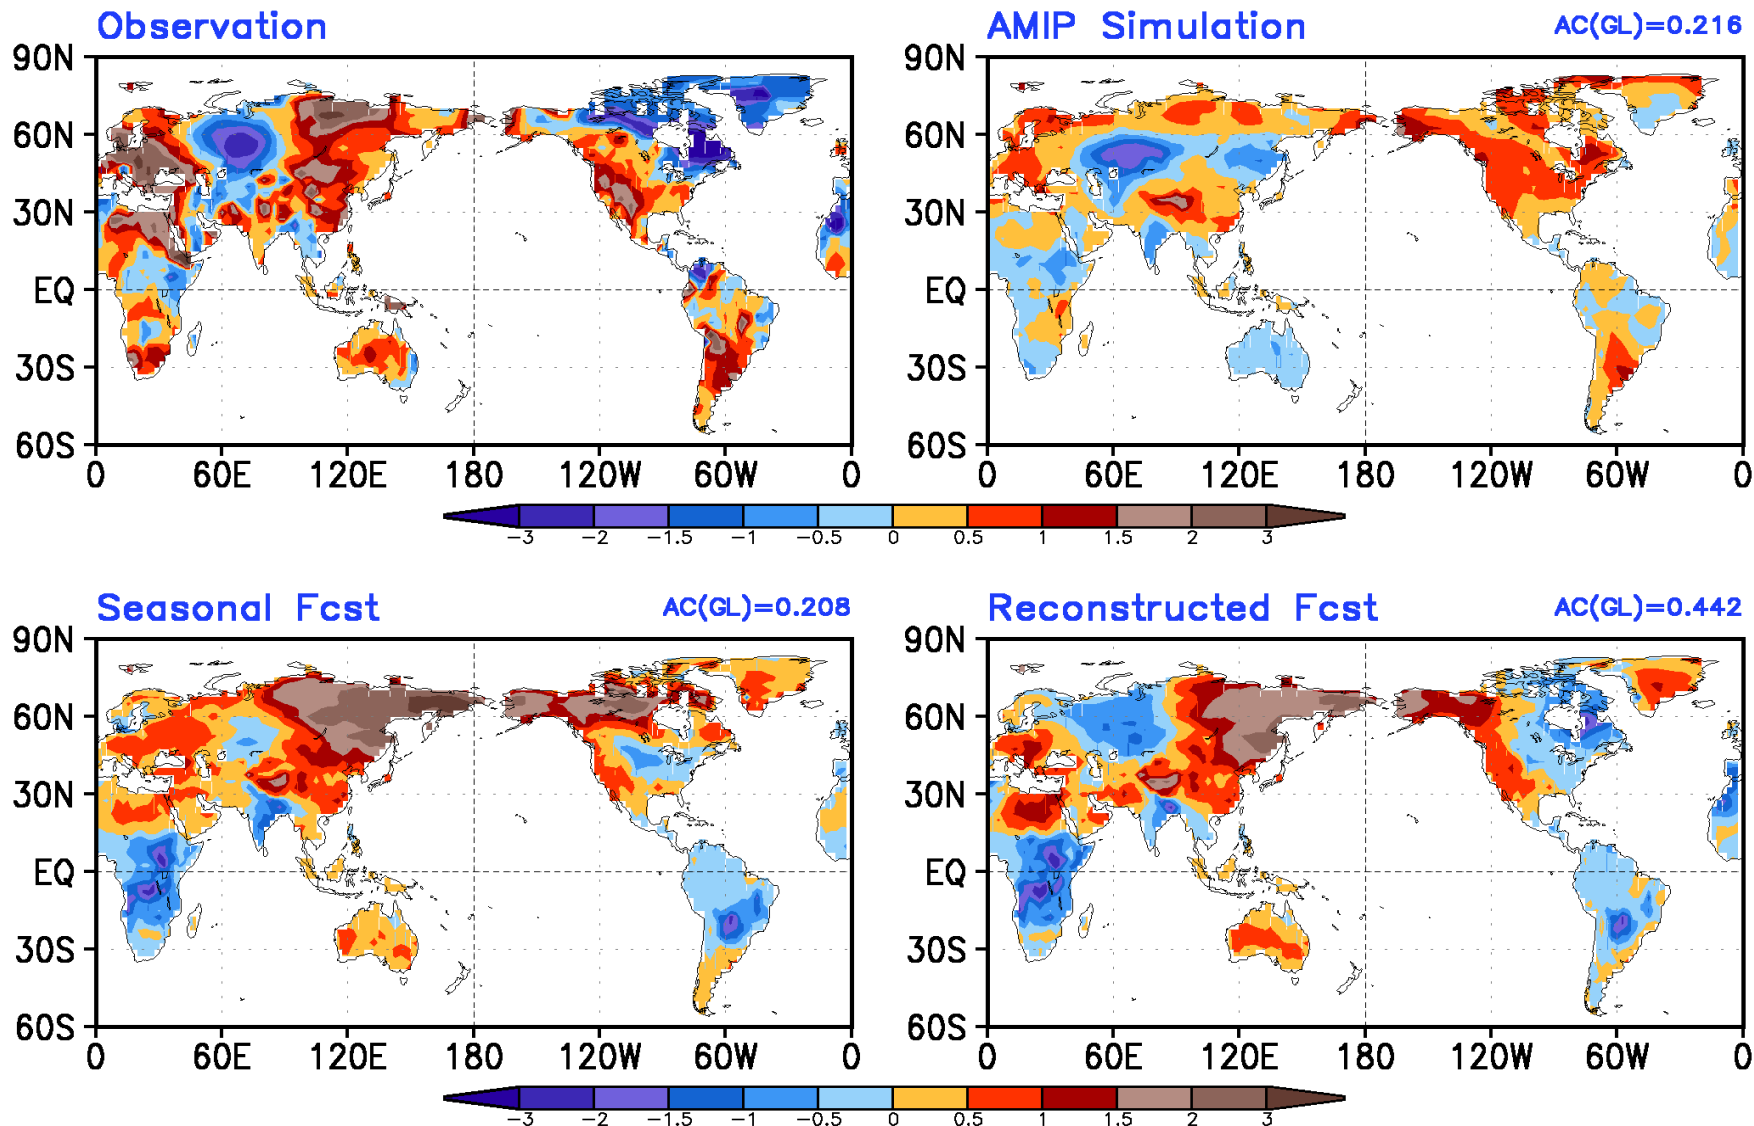 Observation
AMIP Simulation AC(GL)=0.216
90N 90N
60N 60N
30N 30N
EQ EQ
30S 30S
60S 60S
0 60E 120E 180 120W 60W 0 0 60E 120E 180 120W 60W 0
−3 −2 −1.5 −1 −0.5 0 0.5 1 1.5 2 3
Seasonal Fcst AC(GL)=0.208
Reconstructed Fcst AC(GL)=0.442
90N 90N
60N 60N
30N 30N
EQ EQ
30S 30S
60S 60S
0 60E 120E 180 120W 60W 0 0 60E 120E 180 120W 60W 0
−3 −2 −1.5 −1 −0.5 0 0.5 1 1.5 2 3